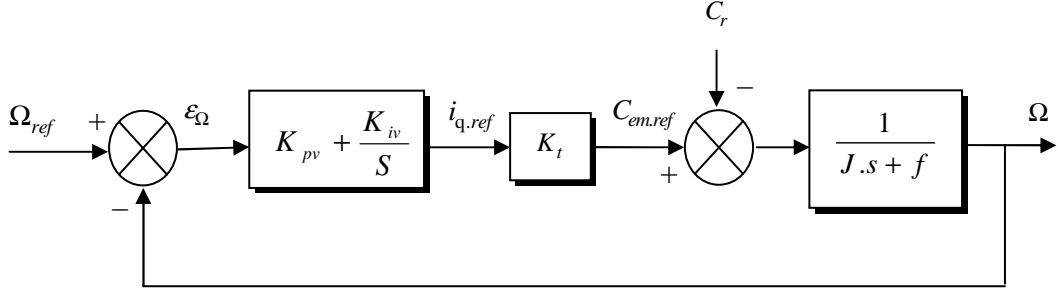 C_r
Ω_ref
+
−
ε_Ω
K_pv + K_iv / S
i_q.ref
K_t
C_em.ref
+
−
1 / J.s + f
Ω